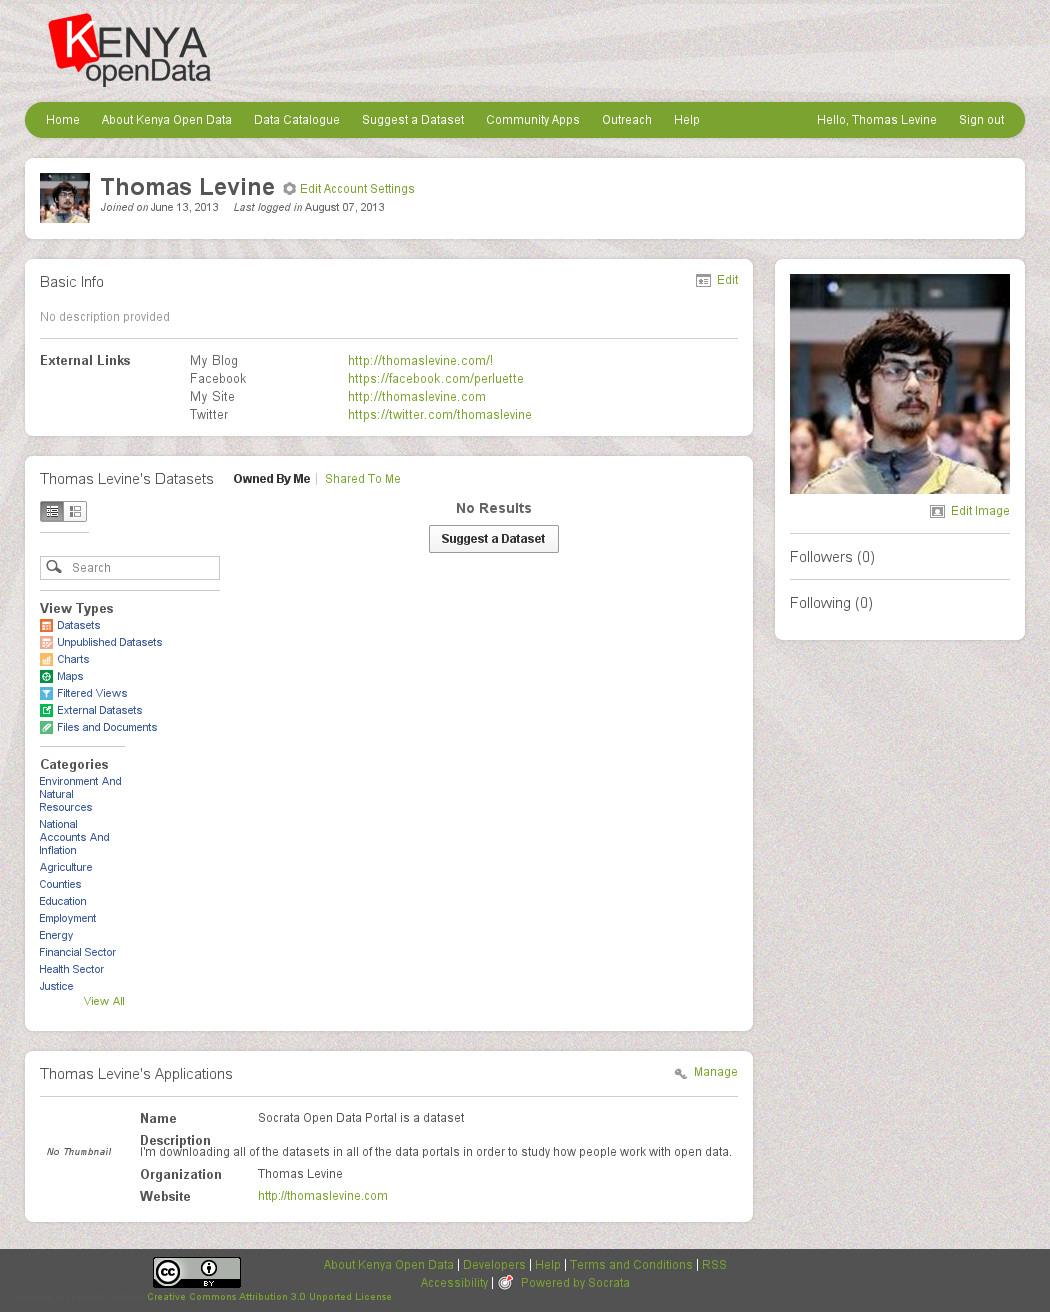 KENYA
openData
Home About Kenya Open Data Data Catalogue Suggest a Dataset Community Apps Outreach Help Hello, Thomas Levine Sign out
Thomas Levine Edit Account Settings
Joined on June 13, 2013 Last logged in August 07, 2013
Basic Info Edit
No description provided
External Links My Blog http://thomaslevine.com/!
Facebook https://facebook.com/perluette
My Site http://thomaslevine.com
Twitter https://twitter.com/thomaslevine
Edit Image
Followers (0)
Following (0)
Thomas Levine's Datasets Owned By Me Shared To Me
No Results
Suggest a Dataset
Search
View Types
Datasets
Unpublished Datasets
Charts
Maps
Filtered Views
External Datasets
Files and Documents
Categories
Environment And
Natural
Resources
National
Accounts And
Inflation
Agriculture
Counties
Education
Employment
Energy
Financial Sector
Health Sector
Justice
View All
Thomas Levine's Applications Manage
No Thumbnail
Name Socrata Open Data Portal is a dataset
Description
I'm downloading all of the datasets in all of the data portals in order to study how people work with open data.
Organization Thomas Levine
Website http://thomaslevine.com
cc BY
Creative Commons Attribution 3.0 Unported License
About Kenya Open Data | Developers | Help | Terms and Conditions | RSS
Accessibility | Powered by Socrata